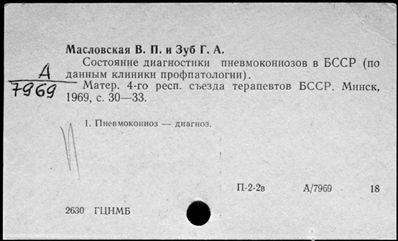 Масловская В. П. и Зуб Г. А.
Состояние диагностики пневмокониозов в БССР (по
данным клиники профпатологии).
Матер. 4-го респ. съезда терапевтов БССР. Минск,
1969, с. 30—33.
А
7969
1. Пневмокониоз — диагноз.
П-2-2в А/7969 18
2630 ГЦНМБ